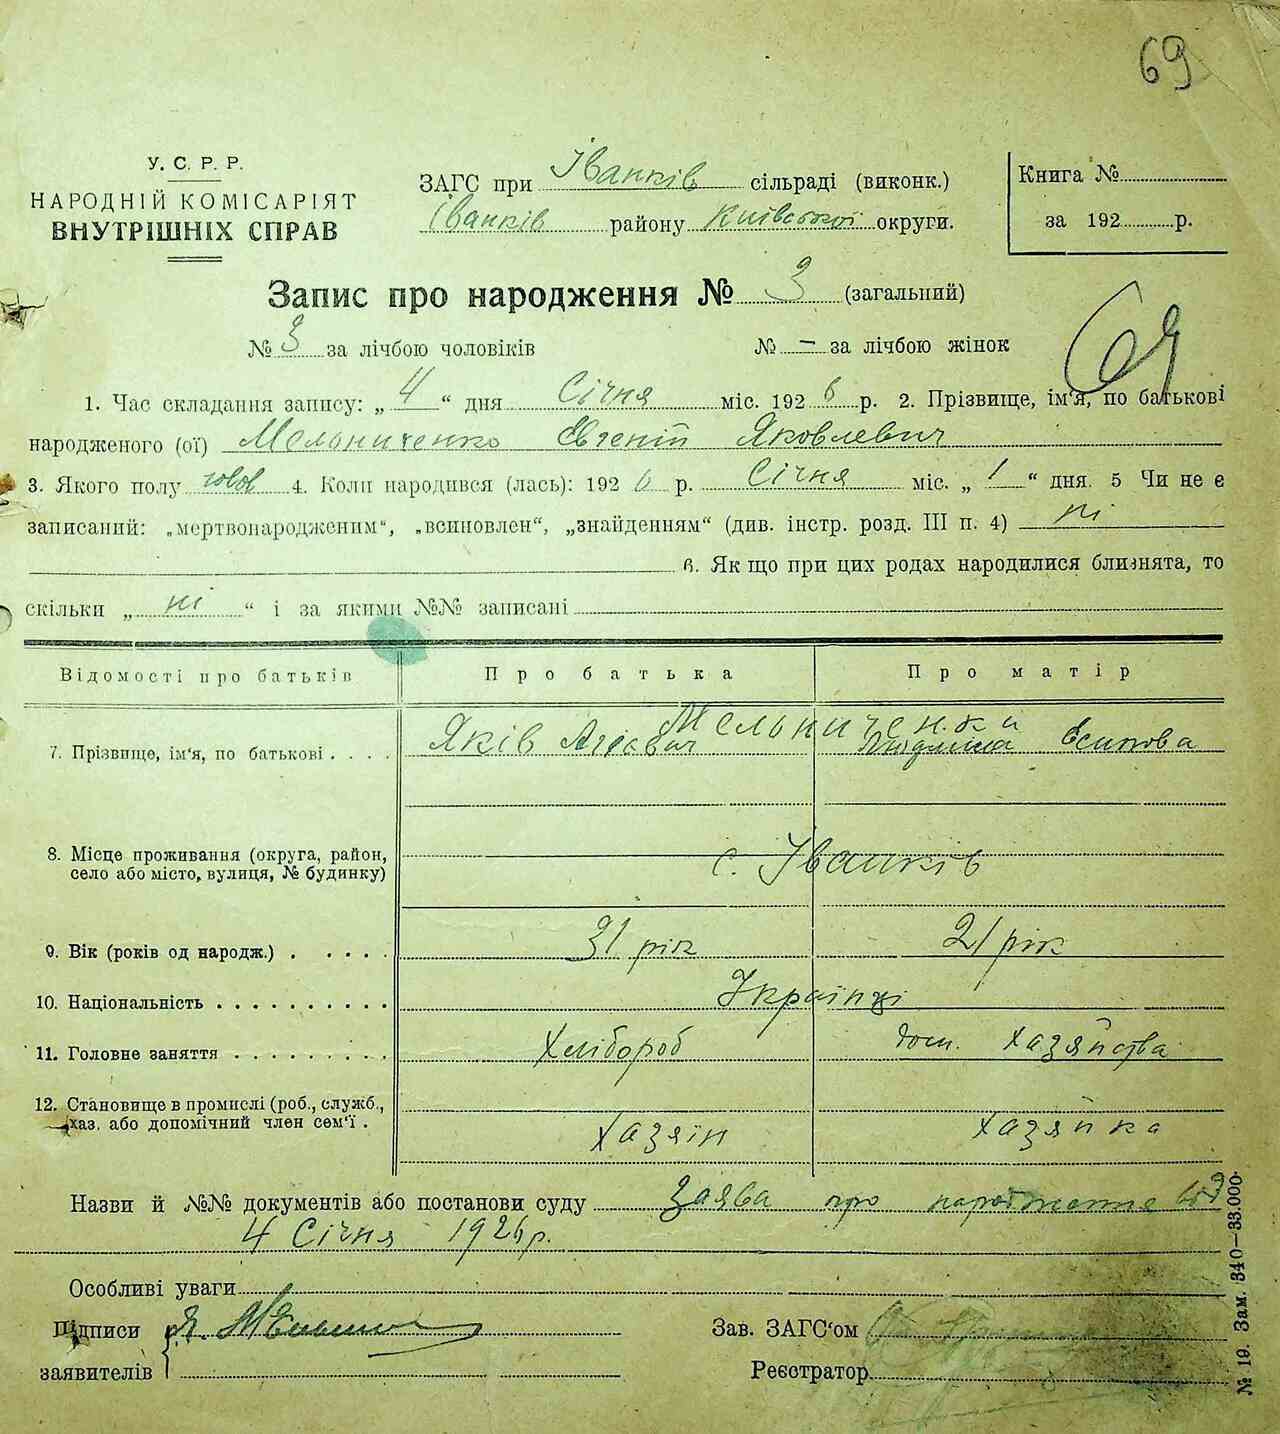 69
У. С. Р. Р.
НАРОДНІЙ КОМІСАРІЯТ
ВНУТРІШНІХ СПРАВ
ЗАГС при Іванків сільраді (виконк.)
Іванків району Київської округи.
Книга №
за 192 р.
Запис про народження № 3 (загальний)
№ 3 за лічбою чоловіків № – за лічбою жінок
69
1. Час складання запису: „ 4 “ дня Січня міс. 192 6 р. 2. Прізвище, ім'я, по батькові
народженого (ої) Мельниченко Євгеній Яковлевич
3. Якого полу чолов 4. Коли народився (лась): 192 6 р. Січня міс. „ 1 “ дня. 5 Чи не є
записаний: „мертвонародженим“, „всиновлен“, „знайденням“ (див. інстр. розд. III п. 4) ні
6. Як що при цих родах народилися близнята, то
скільки „ ні “ і за якими №№ записані
Відомості про батьків Про батька Про матір
Мельниченки
7. Прізвище, ім'я, по батькові . . . . Яків Єсипова
8. Місце проживання (округа, район,
село або місто, вулиця, № будинку) с. Іванків
9. Вік (років од народж.) . . . . . 31 рік 21 рік
10. Національність . . . . . . . . . . Українці
11. Головне заняття . . . . . . . . . Хлібороб дом. хазяйства
12. Становище в промислі (роб., служб.,
хаз. або допомічний член сем'ї . хазяін хазяйка
Назви й №№ документів або постанови суду Заява про народження від
4 Січня 1926 р.
Особливі уваги
Підписи Я.
заявителів
Зав. ЗАГС'ом
Реєстратор
№ 19. Зам. 340—33.000